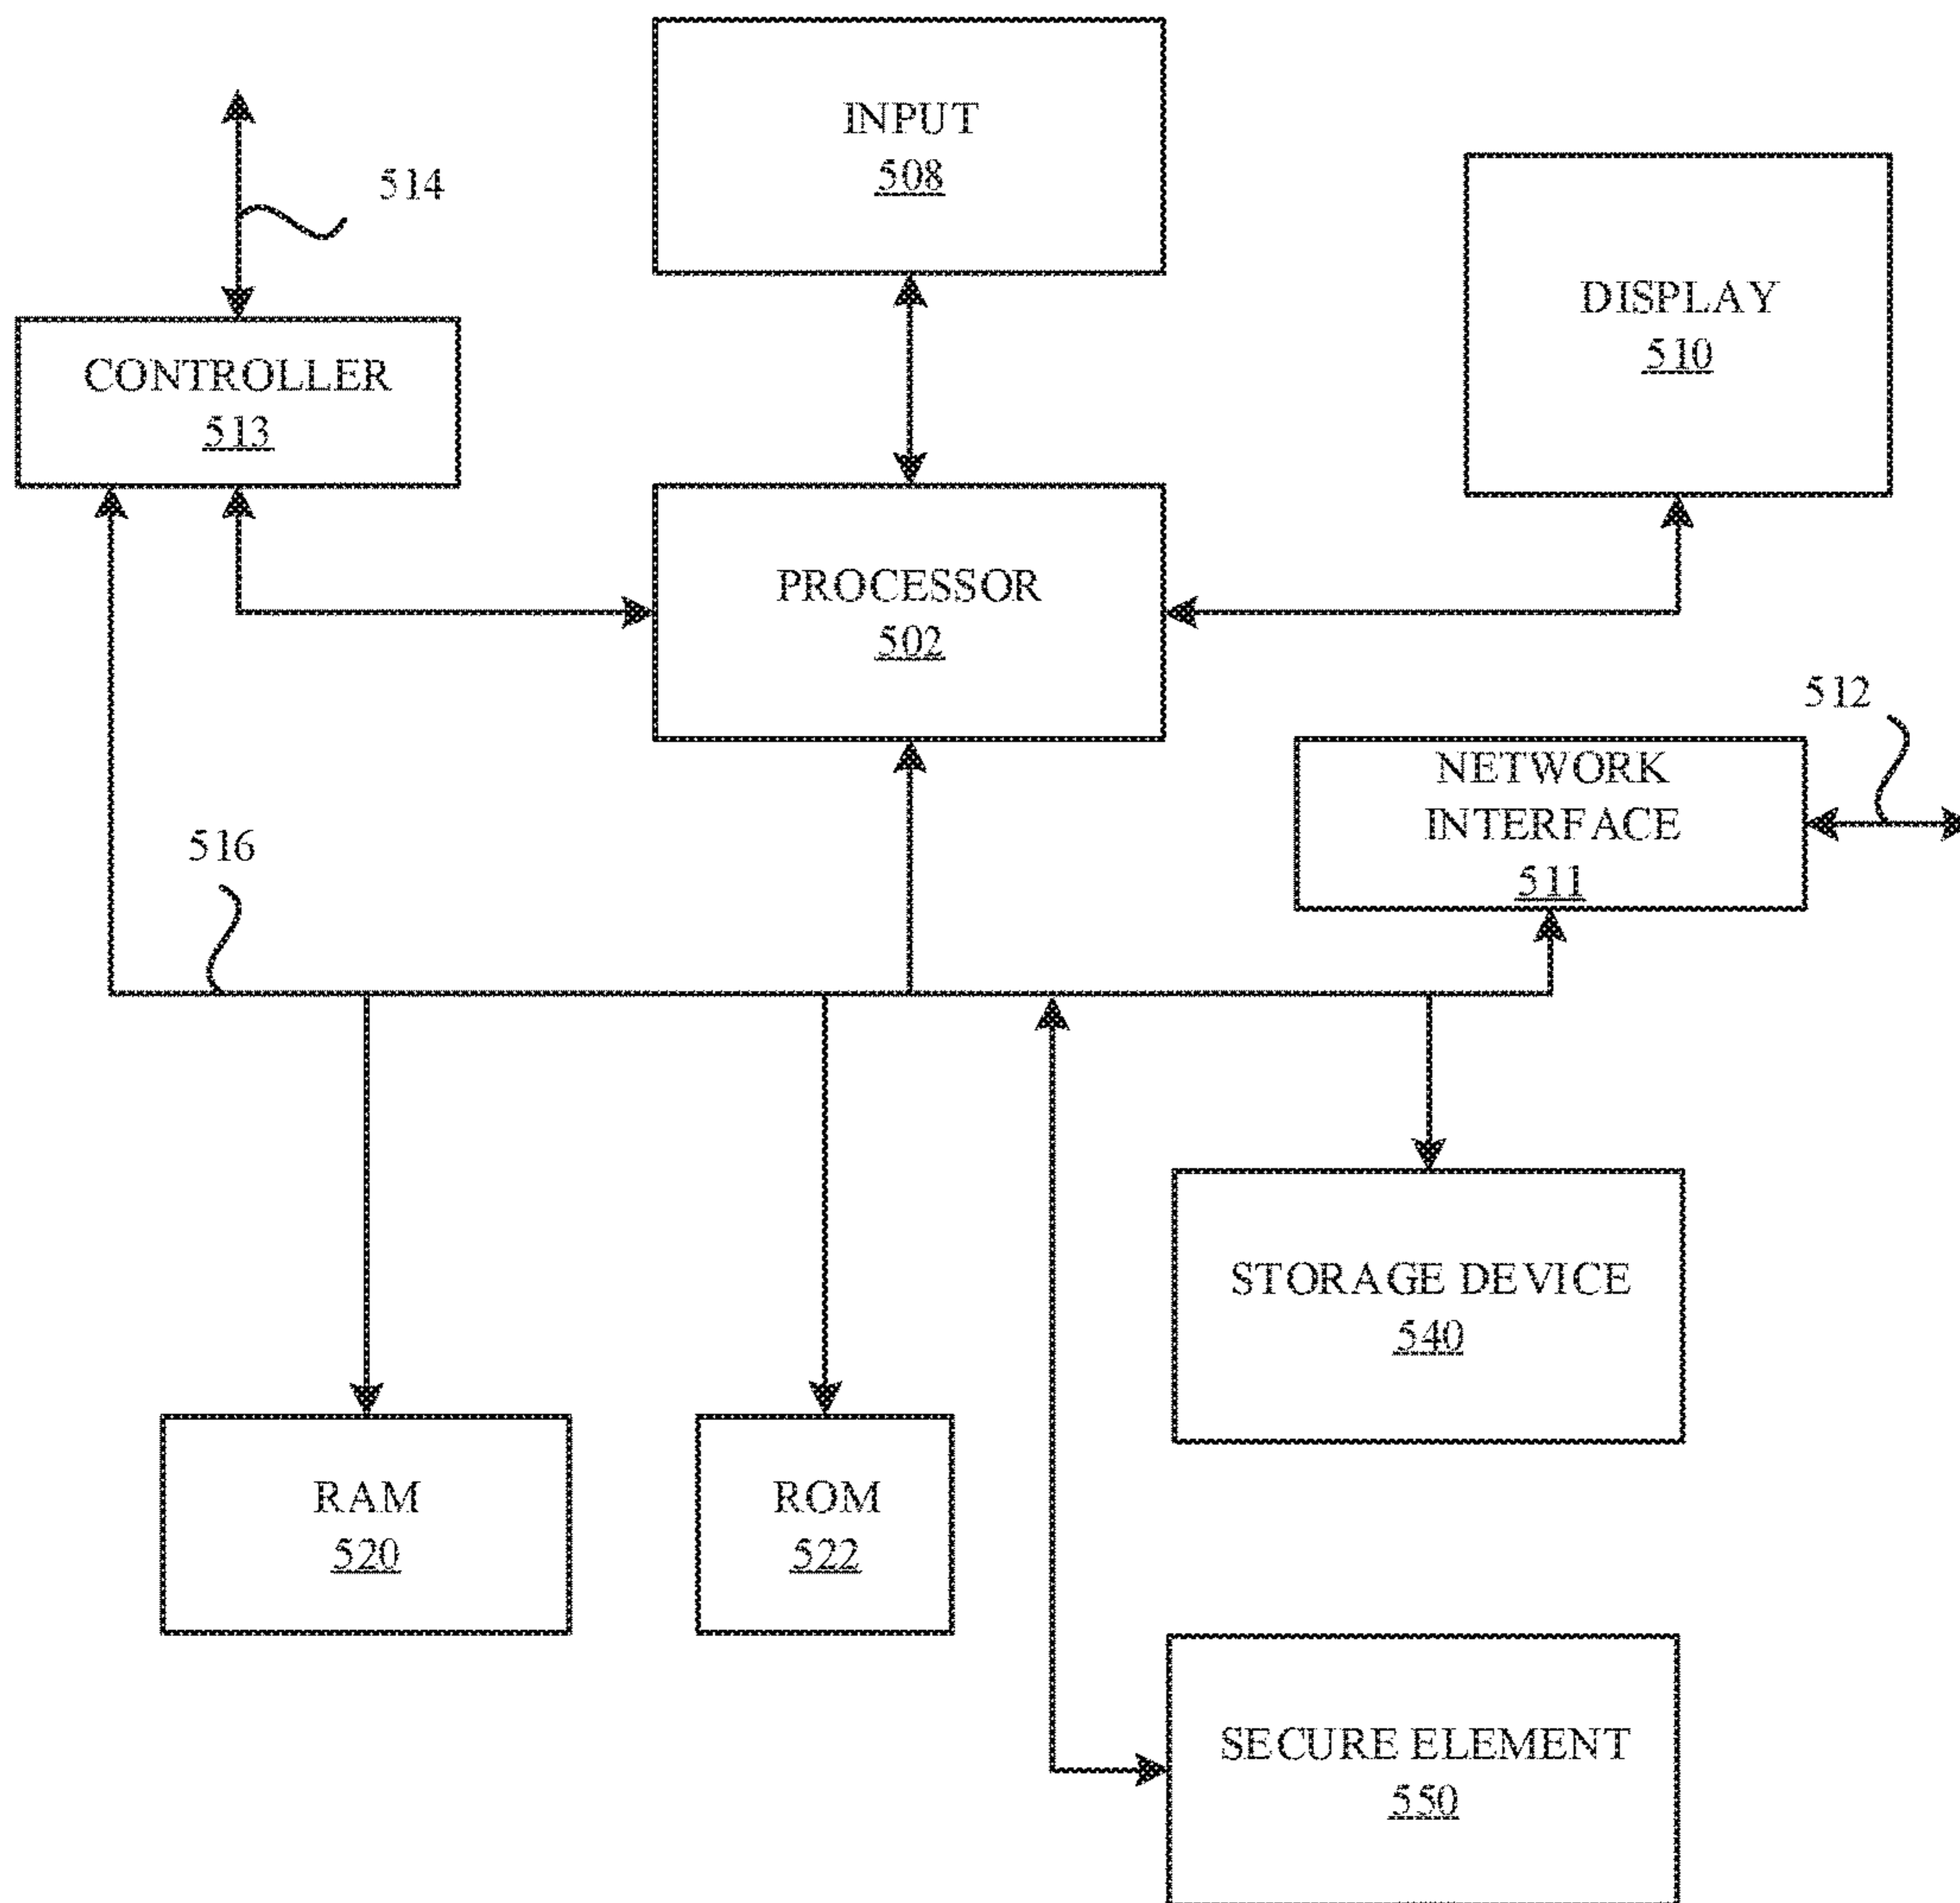 INPUT
508
514
DISPLAY
510
CONTROLLER
513
PROCESSOR
502
512
NETWORK
INTERFACE
511
516
STORAGE DEVICE
540
RAM
520
ROM
522
SECURE ELEMENT
550